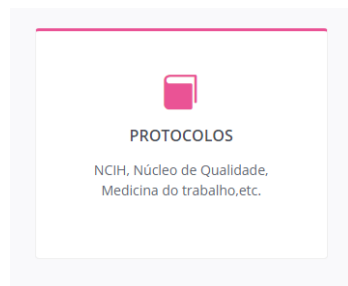 PROTOCOLOS
NCIH, Núcleo de Qualidade,
Medicina do trabalho,etc.